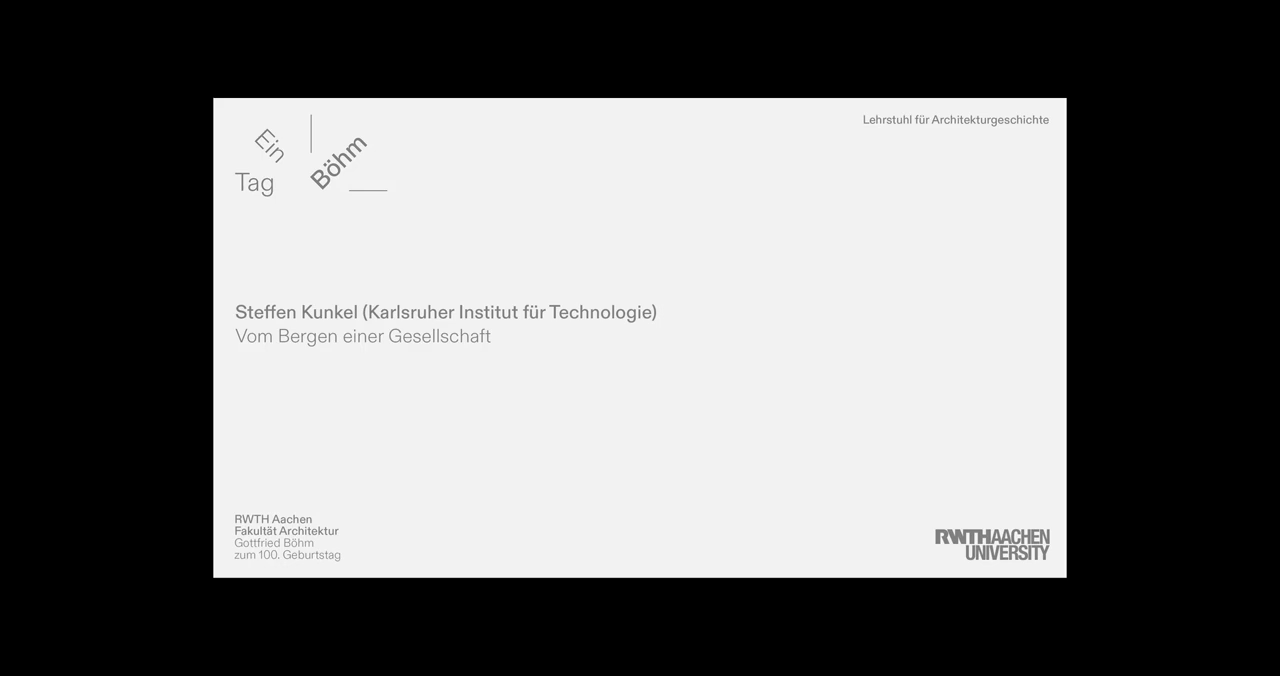 Ein
Tag
Böhm
Lehrstuhl für Architekturgeschichte
Steffen Kunkel (Karlsruher Institut für Technologie)
Vom Bergen einer Gesellschaft
RWTH Aachen
Fakultät Architektur
Gottfried Böhm
zum 100. Geburtstag
RWTHAACHEN
UNIVERSITY